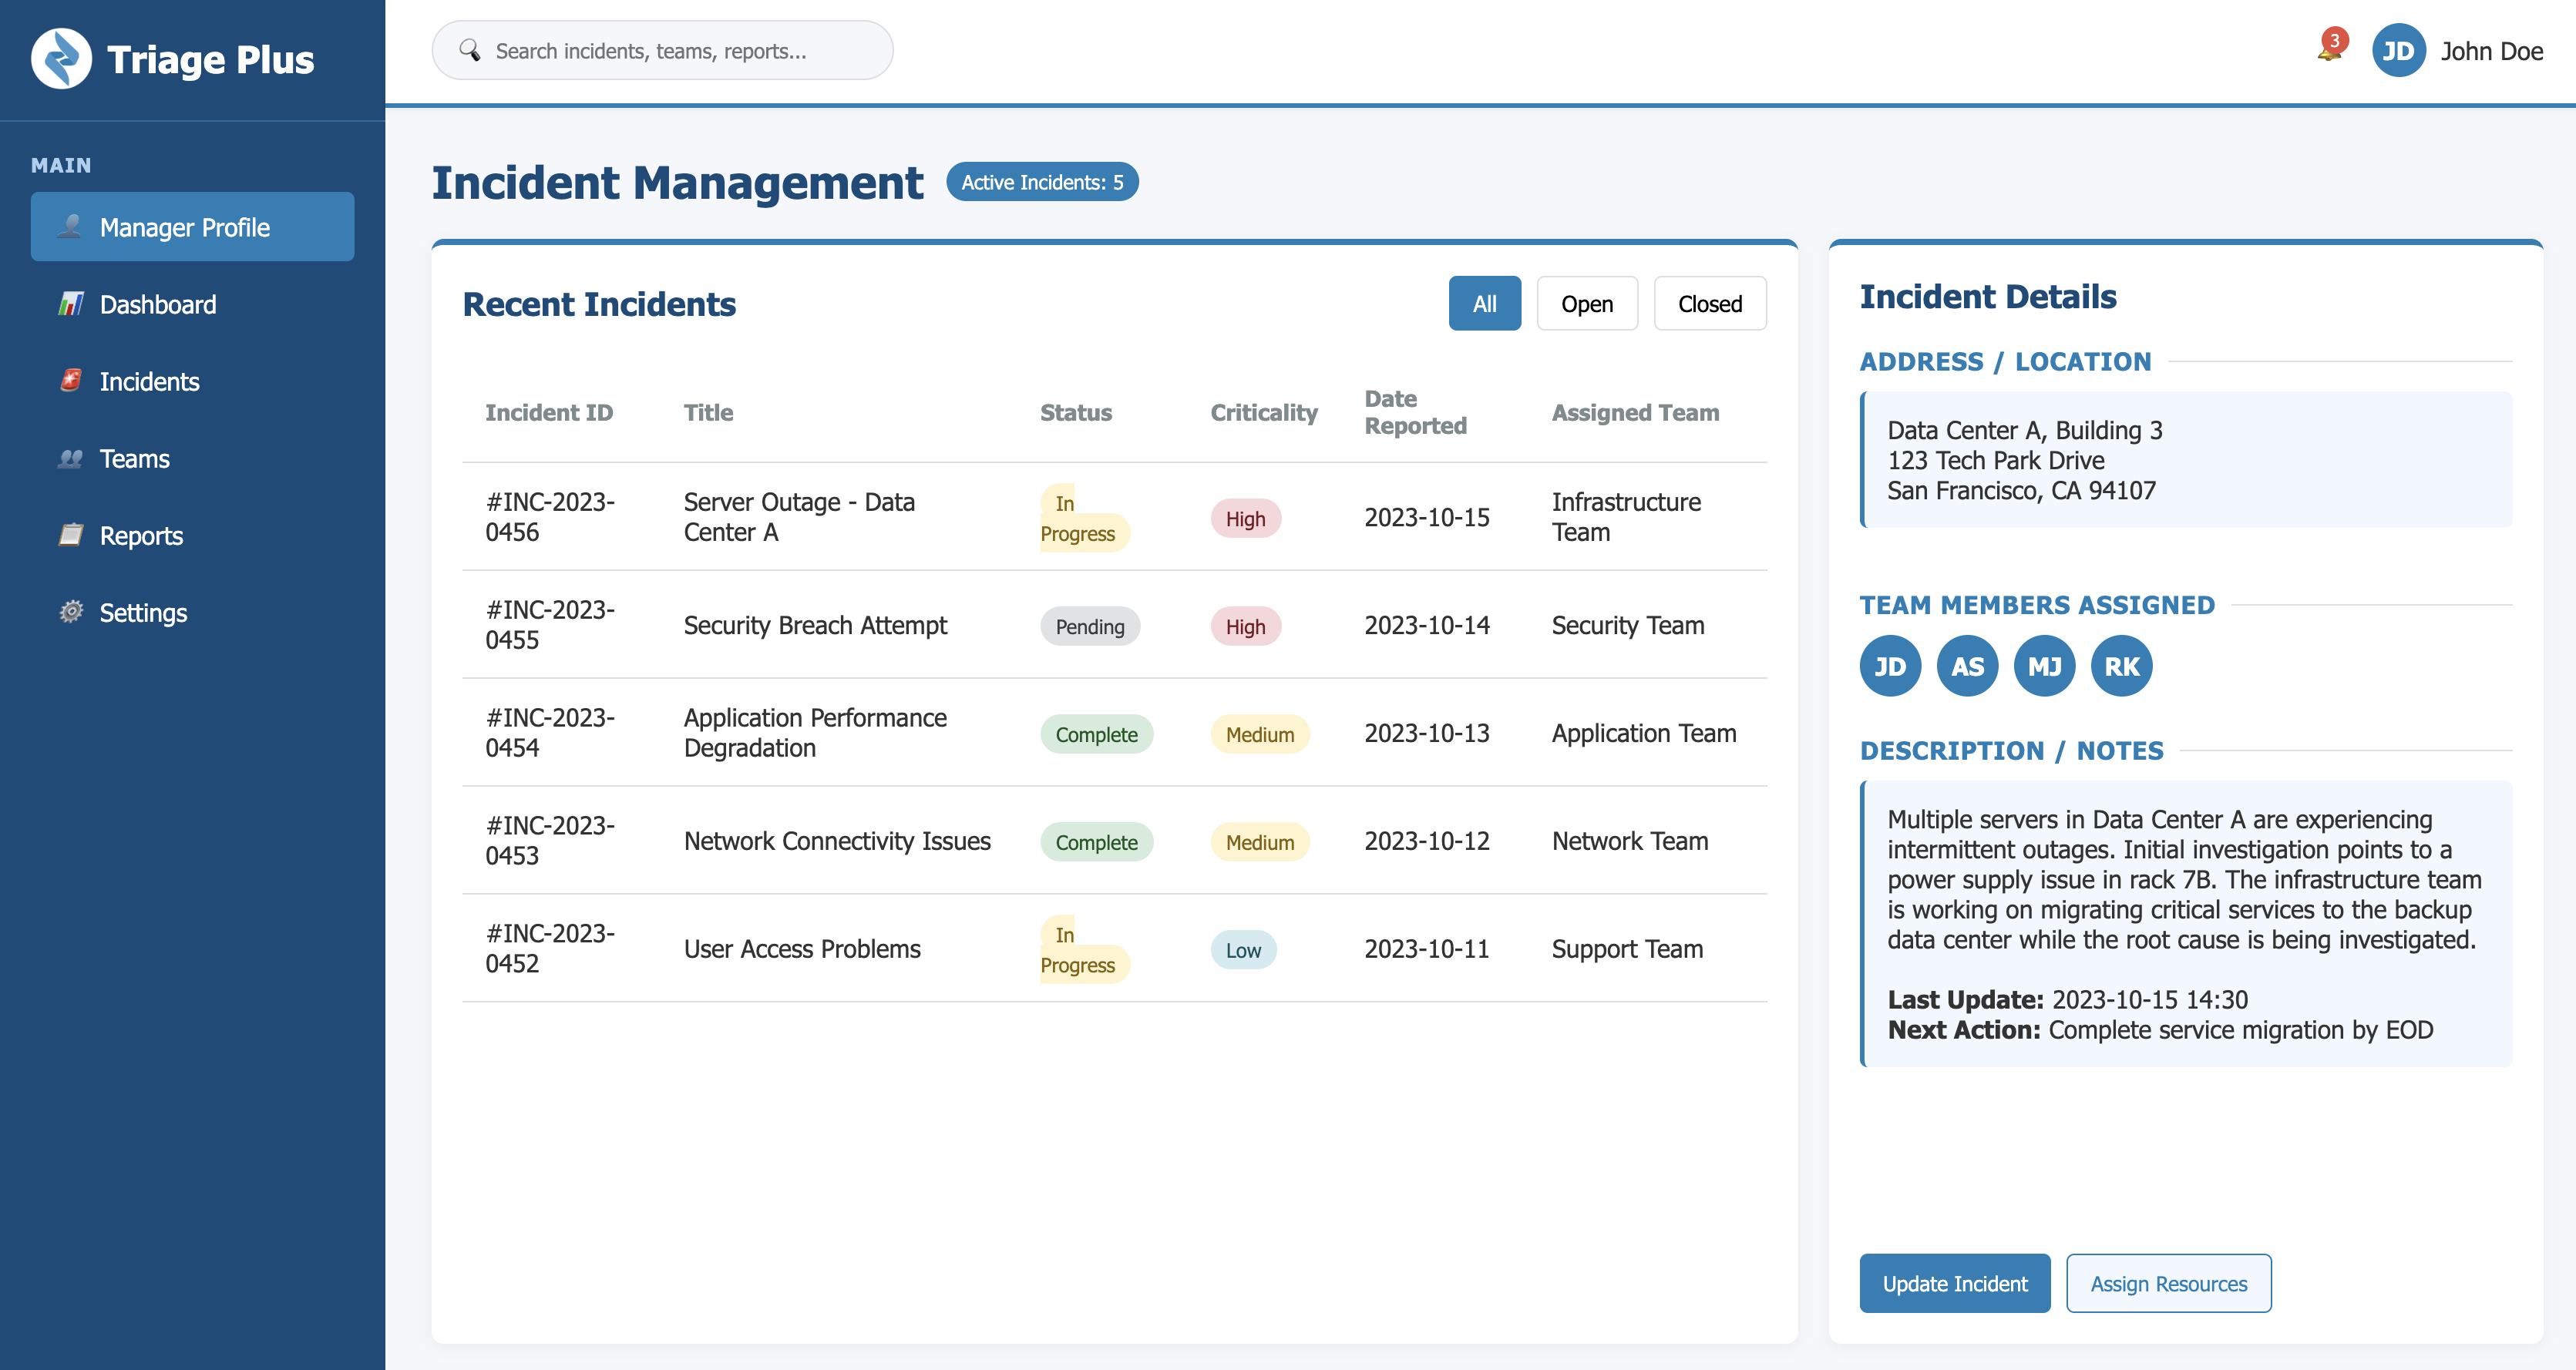 Triage Plus
MAIN
Manager Profile
Dashboard
Incidents
Teams
Reports
Settings
Search incidents, teams, reports...
3
JD
John Doe
Incident Management
Active Incidents: 5
Recent Incidents
All
Open
Closed
Incident ID
Title
Status
Criticality
Date
Reported
Assigned Team
#INC-2023-
0456
Server Outage - Data
Center A
In
Progress
High
2023-10-15
Infrastructure
Team
#INC-2023-
0455
Security Breach Attempt
Pending
High
2023-10-14
Security Team
#INC-2023-
0454
Application Performance
Degradation
Complete
Medium
2023-10-13
Application Team
#INC-2023-
0453
Network Connectivity Issues
Complete
Medium
2023-10-12
Network Team
#INC-2023-
0452
User Access Problems
In
Progress
Low
2023-10-11
Support Team
Incident Details
ADDRESS / LOCATION
Data Center A, Building 3
123 Tech Park Drive
San Francisco, CA 94107
TEAM MEMBERS ASSIGNED
JD
AS
MJ
RK
DESCRIPTION / NOTES
Multiple servers in Data Center A are experiencing
intermittent outages. Initial investigation points to a
power supply issue in rack 7B. The infrastructure team
is working on migrating critical services to the backup
data center while the root cause is being investigated.
Last Update: 2023-10-15 14:30
Next Action: Complete service migration by EOD
Update Incident
Assign Resources